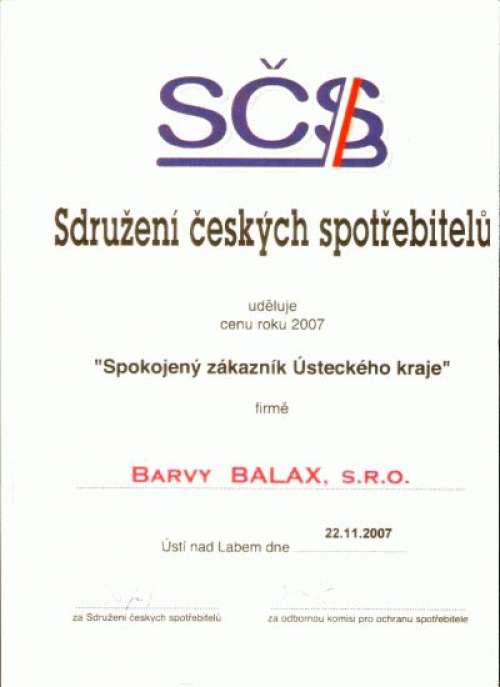 SČS
Sdružení českých spotřebitelů
uděluje
cenu roku 2007
"Spokojený zákazník Ústeckého kraje"
firmě
BARVY BALAX, S.R.O.
22.11.2007
Ústí nad Labem dne
za Sdružení českých spotřebitelů
za odbornou komisi pro ochranu spotřebitele